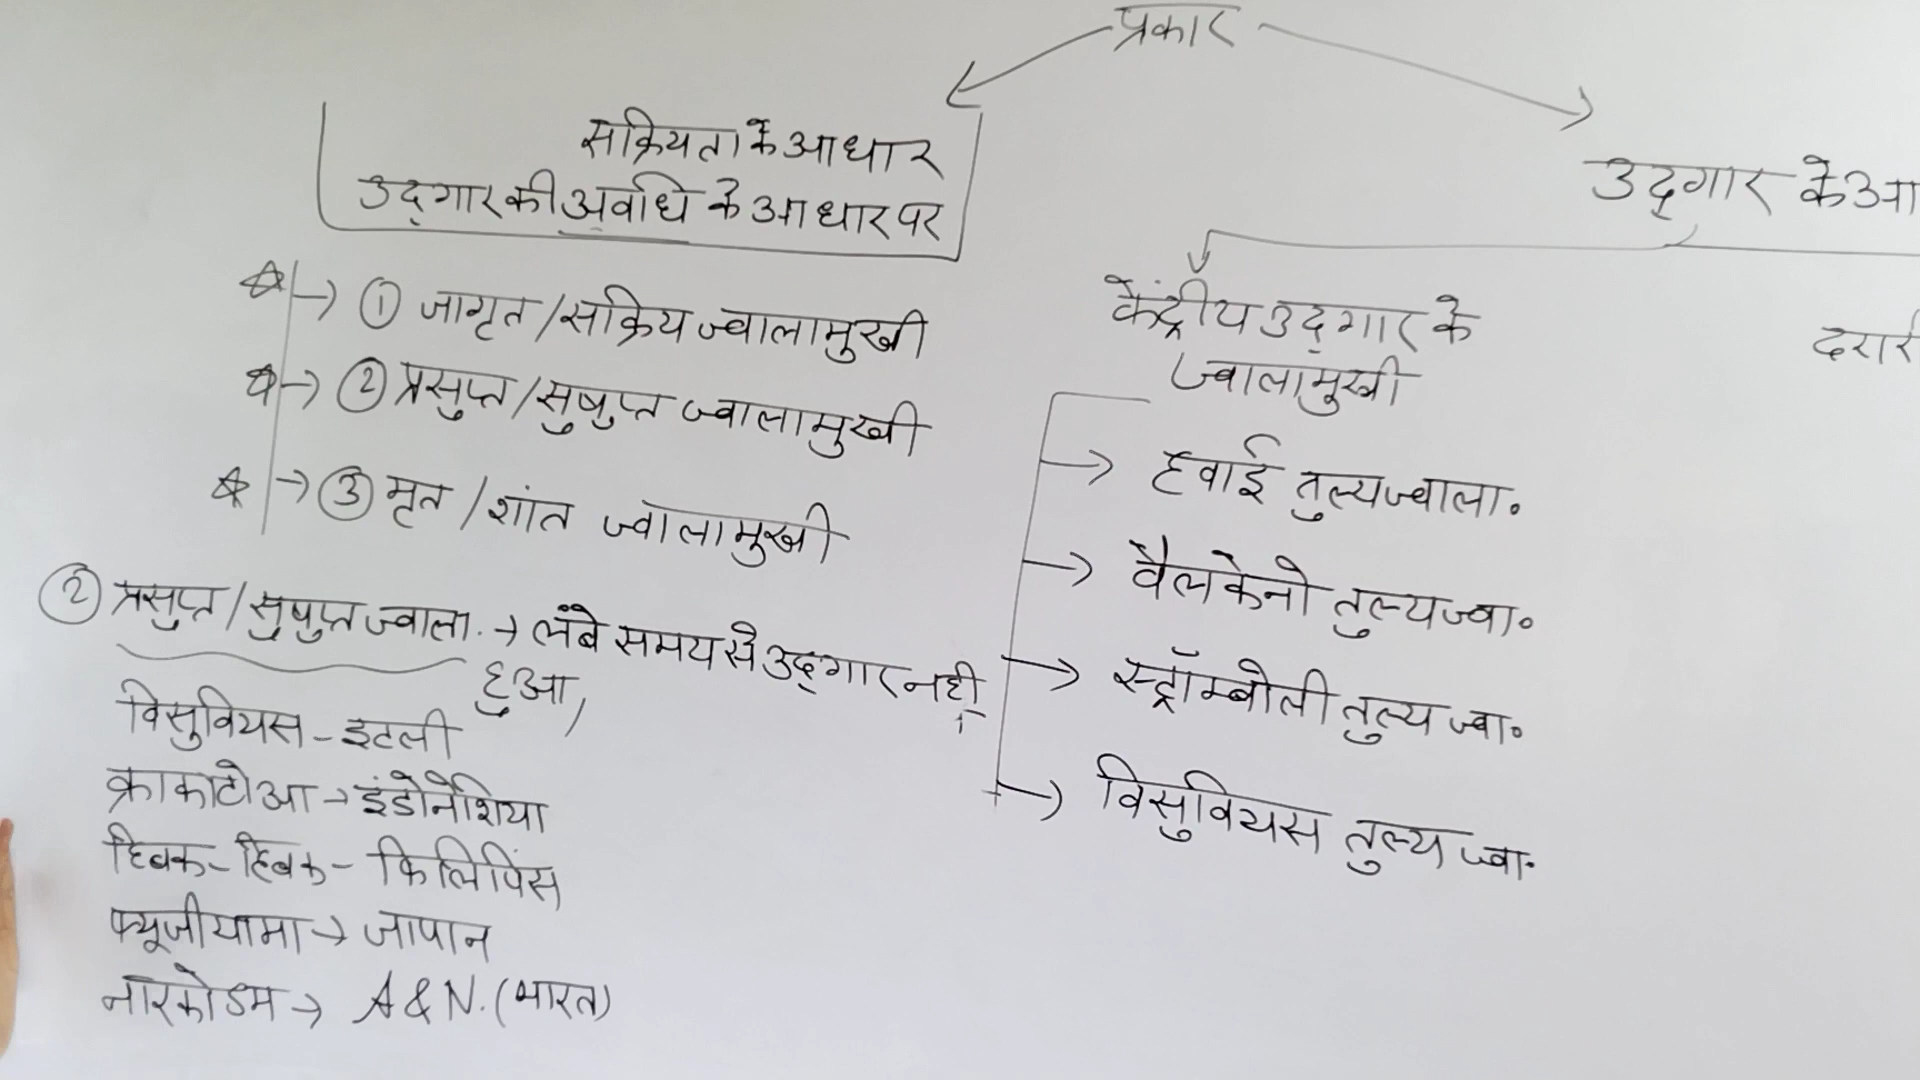 प्रकार
सक्रियता के आधार
उद्गार की अवधि के आधार पर
→ ① जागृत/सक्रिय ज्वालामुखी
→ ② प्रसुप्त/सुषुप्त ज्वालामुखी
→ ③ मृत/शांत ज्वालामुखी
② प्रसुप्त/सुषुप्त ज्वाला. → लंबे समय से उद्गार नहीं
हुआ,
विसुवियस - इटली
क्राकाटोआ → इंडोनेशिया
हिबक-हिबक - फिलिपिंस
फ्यूजीयामा → जापान
नारकोडम → A & N. (भारत)
उद्गार के आ
केंद्रीय उद्गार के
ज्वालामुखी
→ हवाई तुल्य ज्वाला॰
→ वैलकेनो तुल्य ज्वा॰
→ स्ट्रॉम्बोली तुल्य ज्वा॰
→ विसुवियस तुल्य ज्वा॰